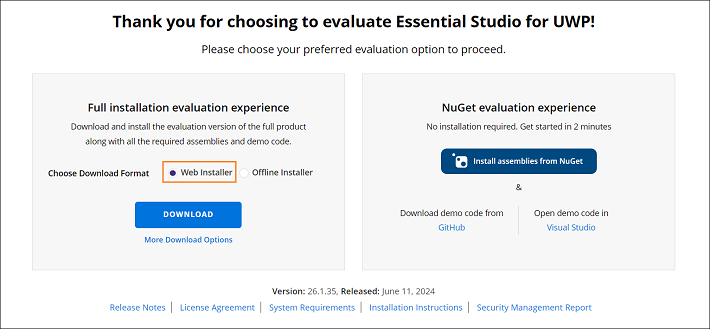 Thank you for choosing to evaluate Essential Studio for UWP!
Please choose your preferred evaluation option to proceed.
Full installation evaluation experience
Download and install the evaluation version of the full product
along with all the required assemblies and demo code.
Choose Download Format Web Installer Offline Installer
DOWNLOAD
More Download Options
NuGet evaluation experience
No installation required. Get started in 2 minutes
Install assemblies from NuGet
&
Download demo code from
GitHub
Open demo code in
Visual Studio
Version: 26.1.35, Released: June 11, 2024
Release Notes | License Agreement | System Requirements | Installation Instructions | Security Management Report